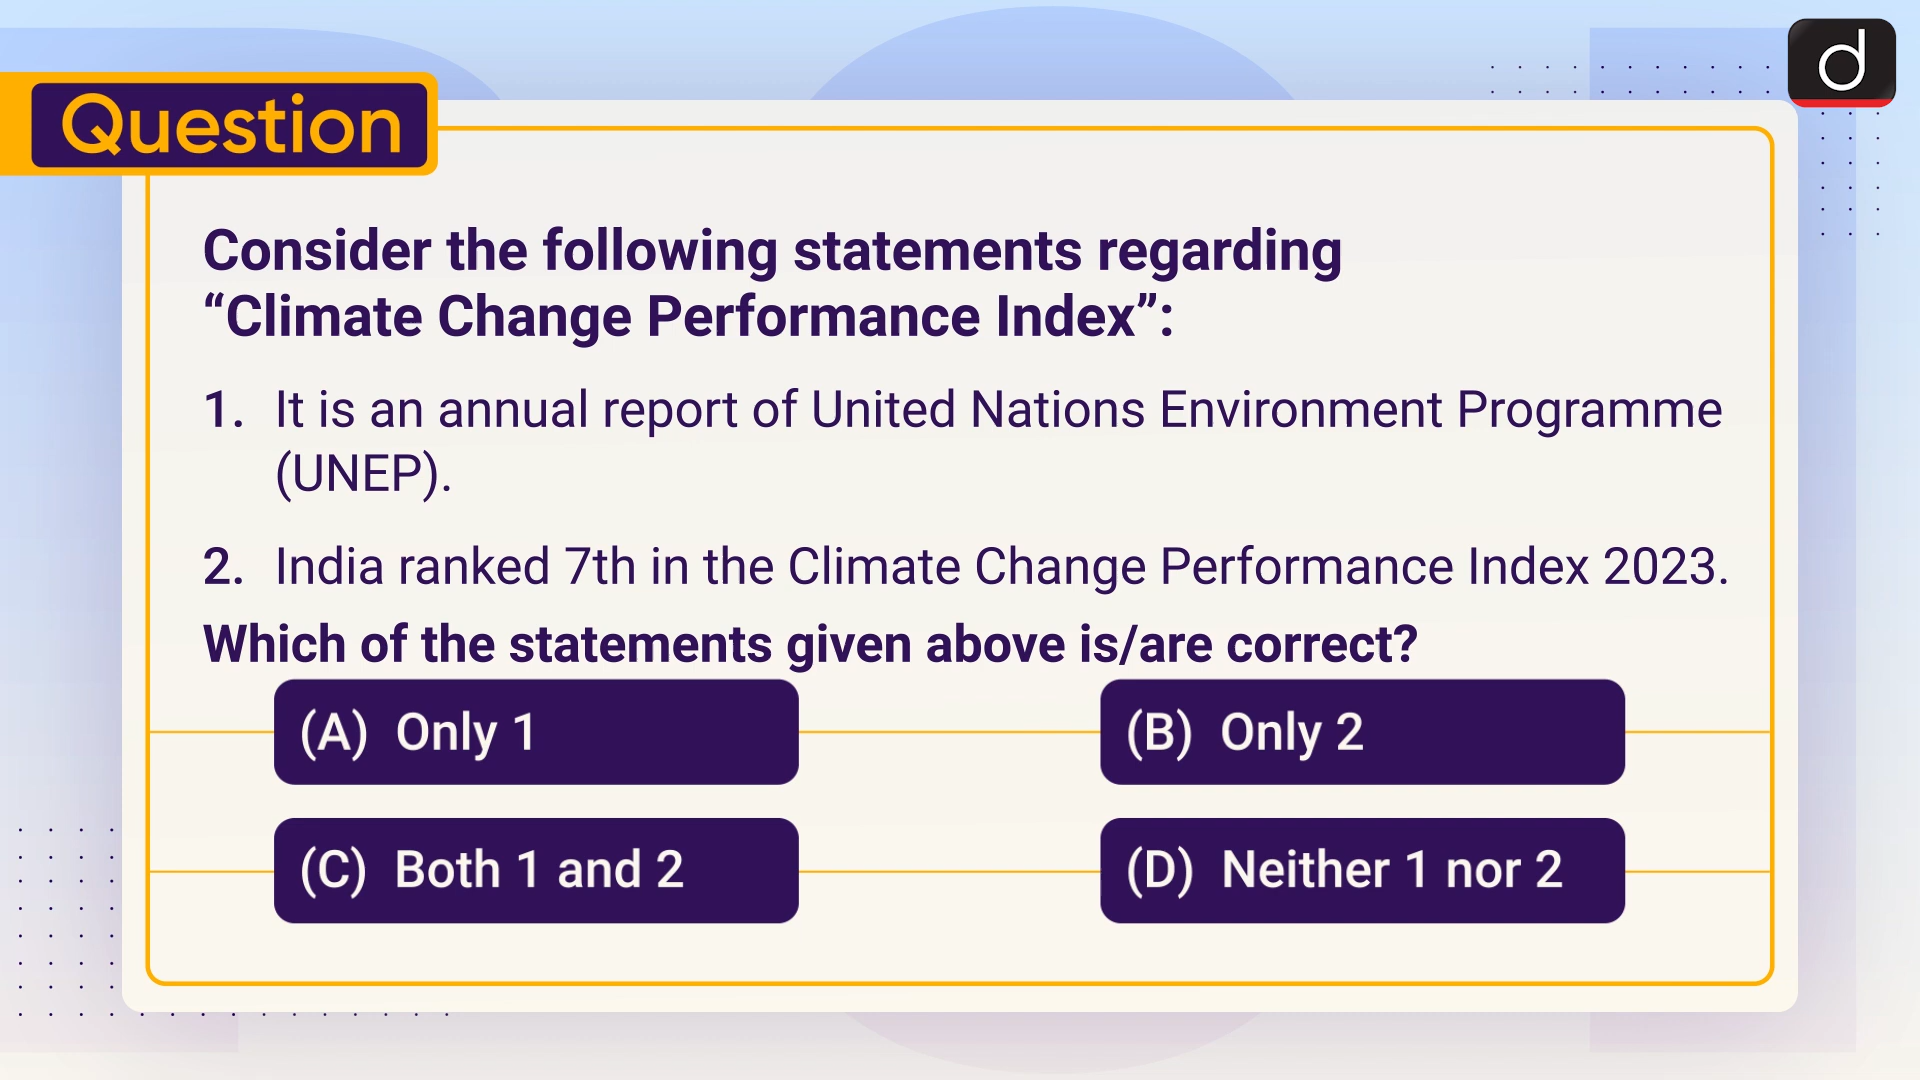 Question
Consider the following statements regarding
“Climate Change Performance Index”:
1. It is an annual report of United Nations Environment Programme
(UNEP).
2. India ranked 7th in the Climate Change Performance Index 2023.
Which of the statements given above is/are correct?
(A) Only 1
(B) Only 2
(C) Both 1 and 2
(D) Neither 1 nor 2
d